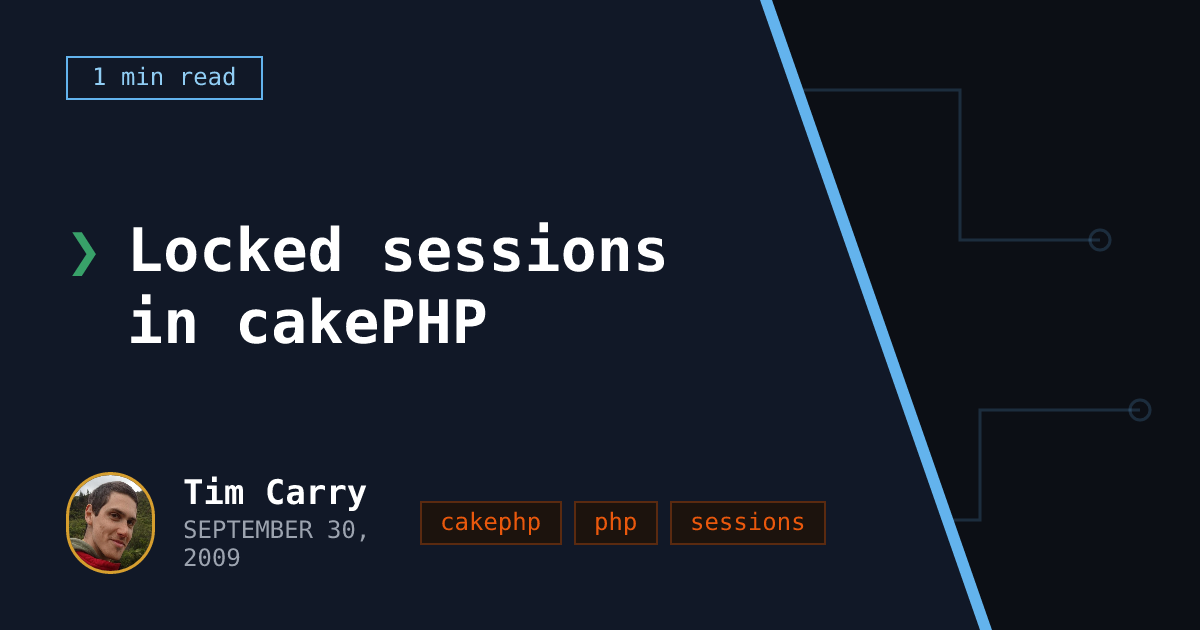 1 min read
❯ Locked sessions
in cakePHP
Tim Carry
SEPTEMBER 30,
2009
cakephp php sessions